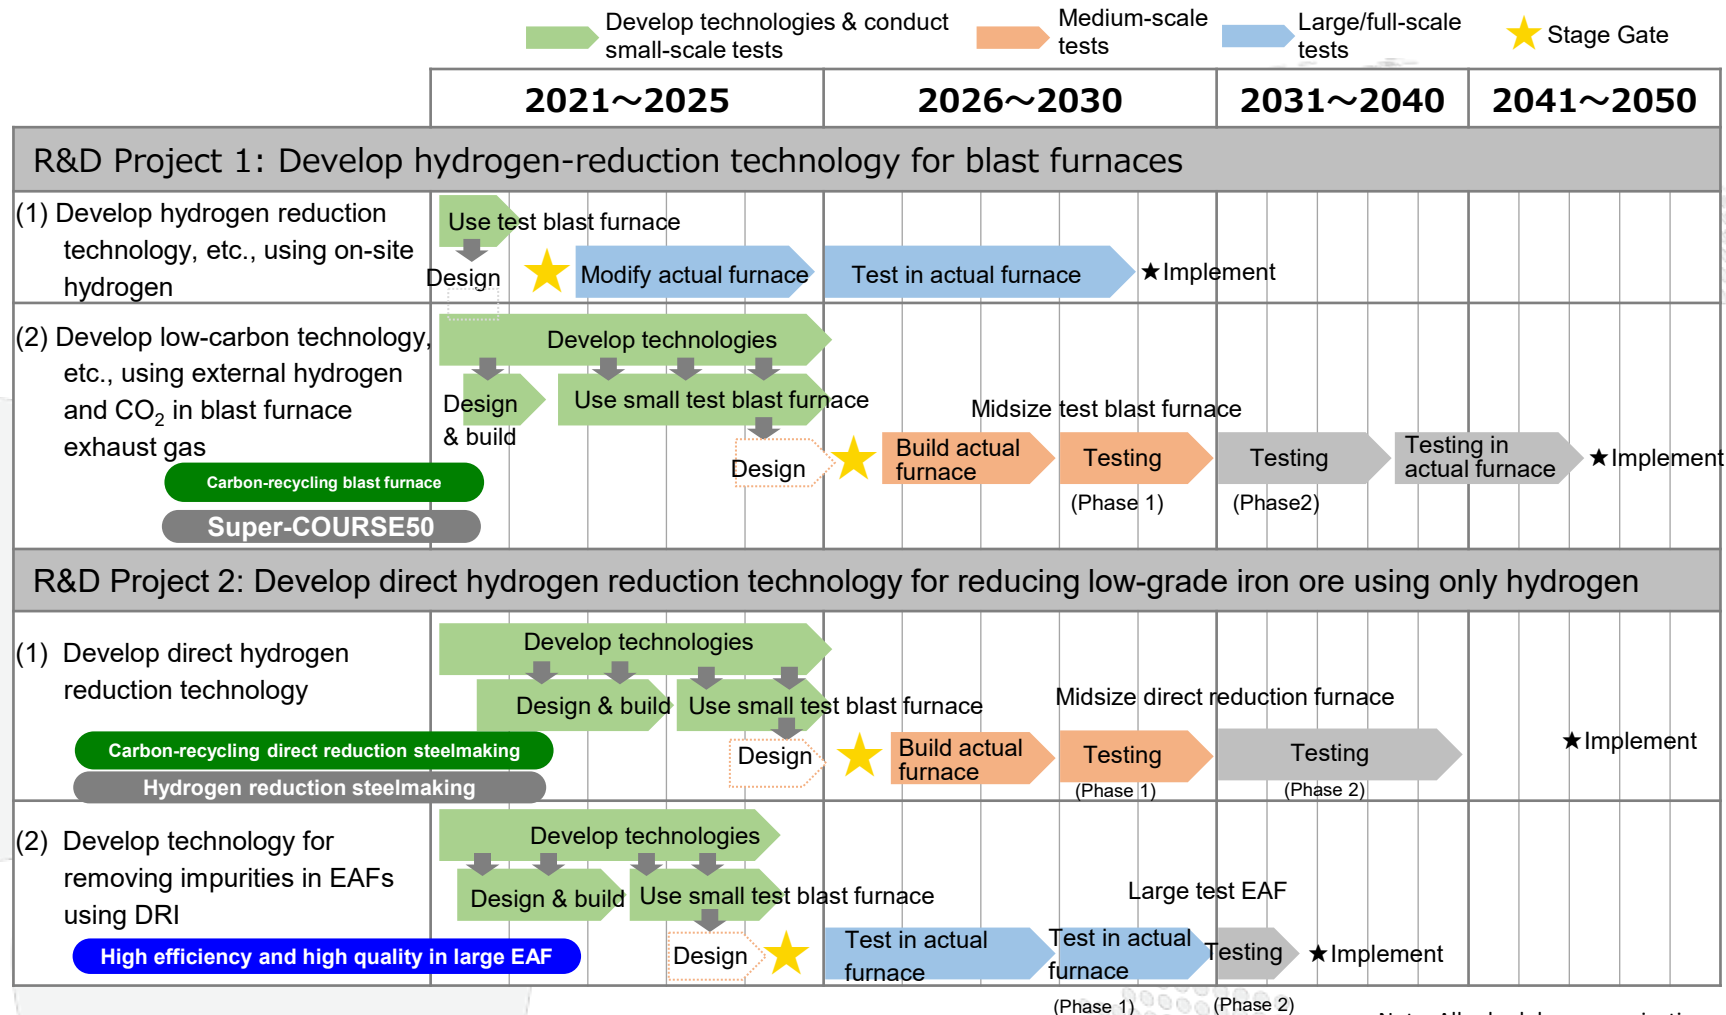 Develop technologies & conduct
small-scale tests
Medium-scale
tests
Large/full-scale
tests
Stage Gate
2021～2025
2026～2030
2031～2040
2041～2050
R&D Project 1: Develop hydrogen-reduction technology for blast furnaces
(1) Develop hydrogen reduction
technology, etc., using on-site
hydrogen
Use test blast furnace
Design
Modify actual furnace
Test in actual furnace
★Implement
(2) Develop low-carbon technology,
etc., using external hydrogen
and CO2 in blast furnace
exhaust gas
Carbon-recycling blast furnace
Super-COURSE50
Develop technologies
Design
& build
Use small test blast furnace
Design
Midsize test blast furnace
Build actual
furnace
Testing
(Phase 1)
Testing
(Phase2)
Testing in
actual furnace
★Implement
R&D Project 2: Develop direct hydrogen reduction technology for reducing low-grade iron ore using only hydrogen
(1) Develop direct hydrogen
reduction technology
Carbon-recycling direct reduction steelmaking
Hydrogen reduction steelmaking
Develop technologies
Design & build
Use small test blast furnace
Design
Midsize direct reduction furnace
Build actual
furnace
Testing
(Phase 1)
Testing
(Phase 2)
★Implement
(2) Develop technology for
removing impurities in EAFs
using DRI
High efficiency and high quality in large EAF
Develop technologies
Design & build
Use small test blast furnace
Design
Large test EAF
Test in actual
furnace
Test in actual
furnace
(Phase 1)
Testing
(Phase 2)
★Implement